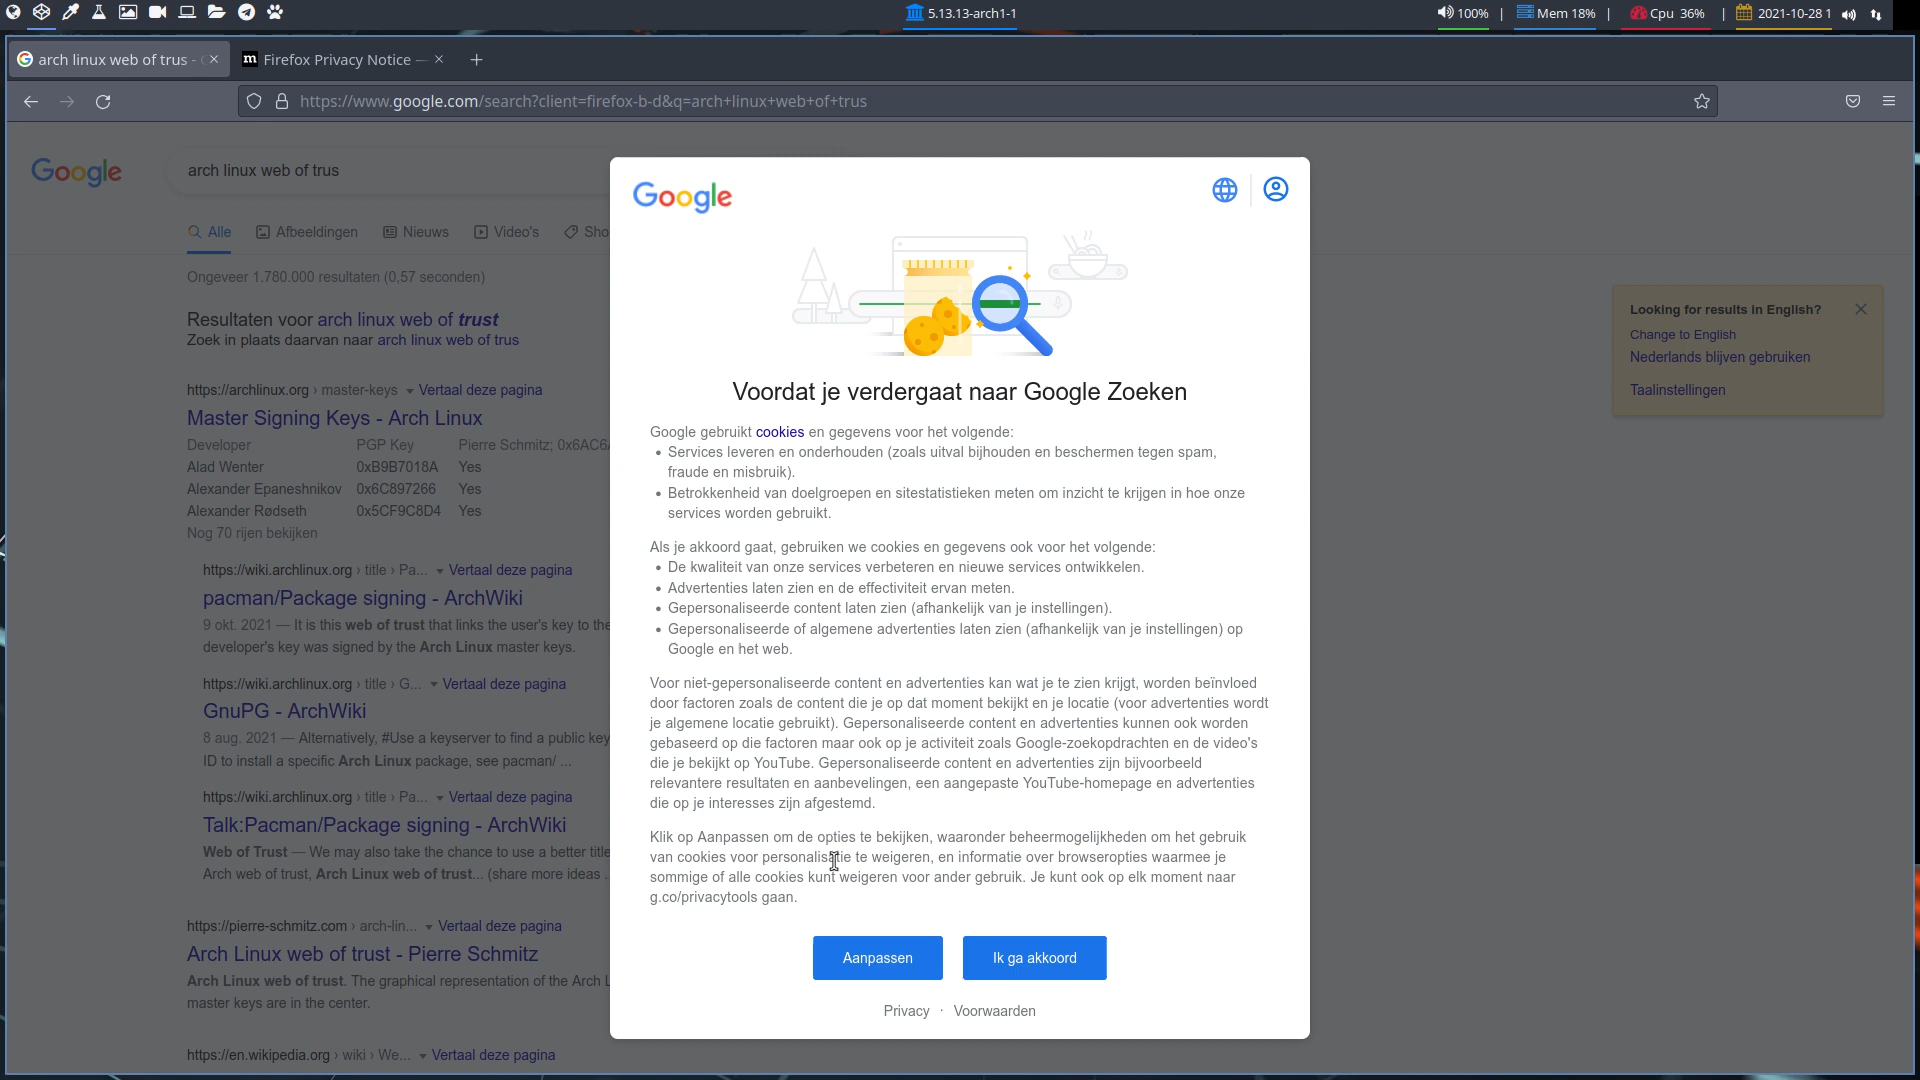 5.13.13-arch1-1
100% | Mem 18% | Cpu 36% | 2021-10-28 1
arch linux web of trus -
Firefox Privacy Notice —
https://www.google.com/search?client=firefox-b-d&q=arch+linux+web+of+trus
Google
arch linux web of trus
Alle Afbeeldingen Nieuws Video's Sho
Ongeveer 1.780.000 resultaten (0,57 seconden)
Resultaten voor arch linux web of trust
Zoek in plaats daarvan naar arch linux web of trus
https://archlinux.org › master-keys Vertaal deze pagina
Master Signing Keys - Arch Linux
Developer PGP Key Pierre Schmitz; 0x6AC6
Alad Wenter 0xB9B7018A Yes
Alexander Epaneshnikov 0x6C897266 Yes
Alexander Rødseth 0x5CF9C8D4 Yes
Nog 70 rijen bekijken
https://wiki.archlinux.org › title › Pa... Vertaal deze pagina
pacman/Package signing - ArchWiki
9 okt. 2021 — It is this web of trust that links the user's key to the
developer's key was signed by the Arch Linux master keys.
https://wiki.archlinux.org › title › G... Vertaal deze pagina
GnuPG - ArchWiki
8 aug. 2021 — Alternatively, #Use a keyserver to find a public key
ID to install a specific Arch Linux package, see pacman/ ...
https://wiki.archlinux.org › title › Pa... Vertaal deze pagina
Talk:Pacman/Package signing - ArchWiki
Web of Trust — We may also take the chance to use a better title
Arch web of trust, Arch Linux web of trust... (share more ideas .
https://pierre-schmitz.com › arch-lin... Vertaal deze pagina
Arch Linux web of trust - Pierre Schmitz
Arch Linux web of trust. The graphical representation of the Arch L
master keys are in the center.
https://en.wikipedia.org › wiki › We... Vertaal deze pagina
Google
Voordat je verdergaat naar Google Zoeken
Google gebruikt cookies en gegevens voor het volgende:
• Services leveren en onderhouden (zoals uitval bijhouden en beschermen tegen spam,
fraude en misbruik).
• Betrokkenheid van doelgroepen en sitestatistieken meten om inzicht te krijgen in hoe onze
services worden gebruikt.
Als je akkoord gaat, gebruiken we cookies en gegevens ook voor het volgende:
• De kwaliteit van onze services verbeteren en nieuwe services ontwikkelen.
• Advertenties laten zien en de effectiviteit ervan meten.
• Gepersonaliseerde content laten zien (afhankelijk van je instellingen).
• Gepersonaliseerde of algemene advertenties laten zien (afhankelijk van je instellingen) op
Google en het web.
Voor niet-gepersonaliseerde content en advertenties kan wat je te zien krijgt, worden beïnvloed
door factoren zoals de content die je op dat moment bekijkt en je locatie (voor advertenties wordt
je algemene locatie gebruikt). Gepersonaliseerde content en advertenties kunnen ook worden
gebaseerd op die factoren maar ook op je activiteit zoals Google-zoekopdrachten en de video's
die je bekijkt op YouTube. Gepersonaliseerde content en advertenties zijn bijvoorbeeld
relevantere resultaten en aanbevelingen, een aangepaste YouTube-homepage en advertenties
die op je interesses zijn afgestemd.
Klik op Aanpassen om de opties te bekijken, waaronder beheermogelijkheden om het gebruik
van cookies voor personalisatie te weigeren, en informatie over browseropties waarmee je
sommige of alle cookies kunt weigeren voor ander gebruik. Je kunt ook op elk moment naar
g.co/privacytools gaan.
Aanpassen Ik ga akkoord
Privacy · Voorwaarden
Looking for results in English?
Change to English
Nederlands blijven gebruiken
Taalinstellingen